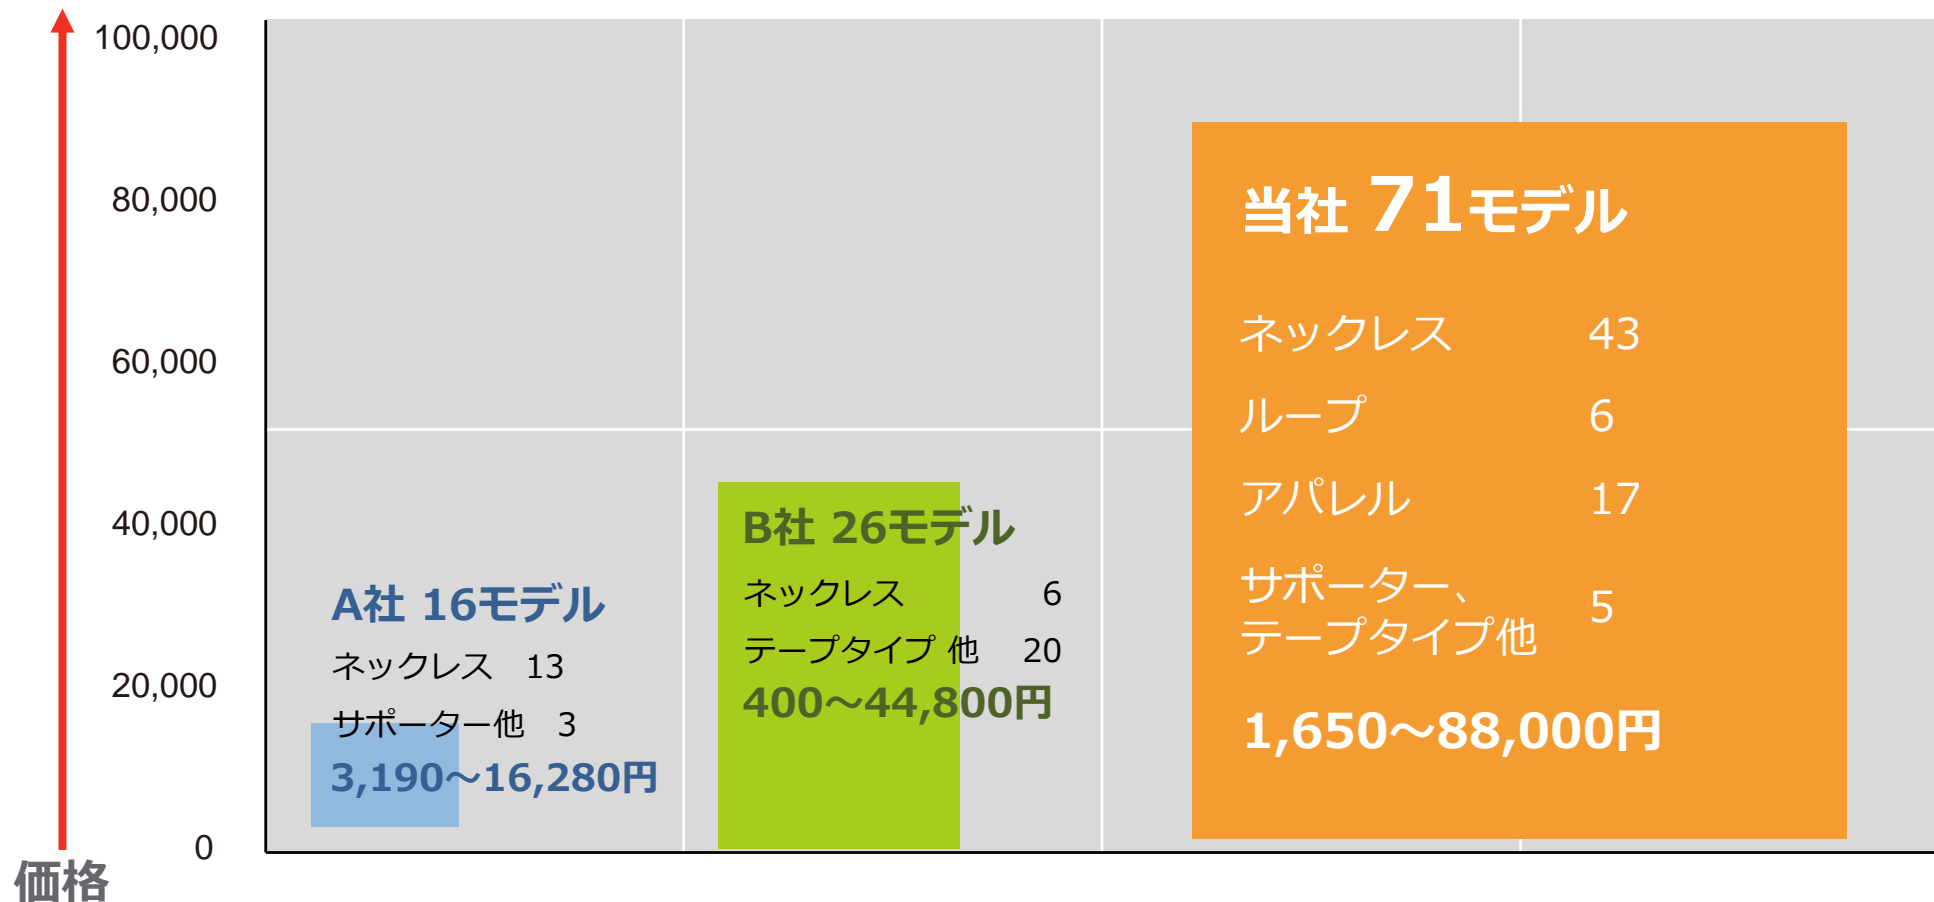 100,000
80,000
60,000
40,000
20,000
0
価格
A社 16モデル
ネックレス 13
サポーター他 3
3,190～16,280円
B社 26モデル
ネックレス 6
テープタイプ 他 20
400～44,800円
当社 71モデル
ネックレス 43
ループ 6
アパレル 17
サポーター、
テープタイプ他 5
1,650～88,000円